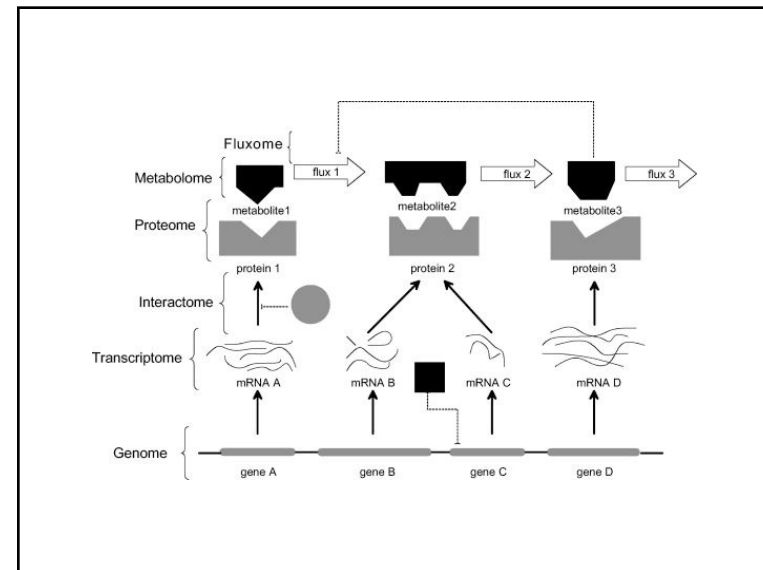 Fluxome
flux 1 flux 2 flux 3
Metabolome
metabolite1 metabolite2 metabolite3
Proteome
protein 1 protein 2 protein 3
Interactome
Transcriptome
mRNA A mRNA B mRNA C mRNA D
Genome
gene A gene B gene C gene D